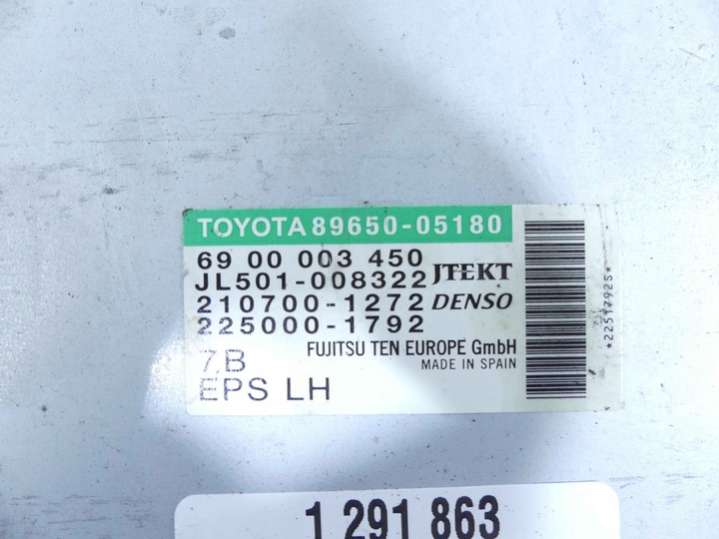 TOYOTA 89650-05180
69 00 003 450
JL501-008322 JTEKT
210700-1272 DENSO
225000-1792
7.B FUJITSU TEN EUROPE GmbH
MADE IN SPAIN
EPS LH
*2251792S*
1 291 863